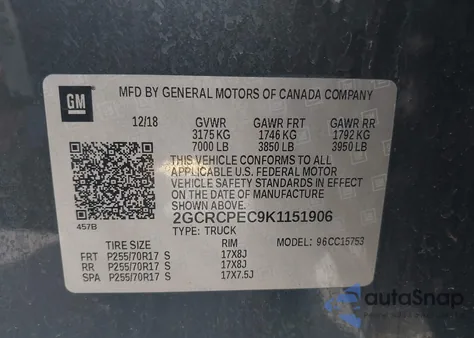 GM
MFD BY GENERAL MOTORS OF CANADA COMPANY
12/18 GVWR GAWR FRT GAWR RR
3175 KG 1746 KG 1792 KG
7000 LB 3850 LB 3950 LB
THIS VEHICLE CONFORMS TO ALL
APPLICABLE U.S. FEDERAL MOTOR
VEHICLE SAFETY STANDARDS IN
EFFECT ON THE DATE OF MANUFACTURE
SHOWN ABOVE.
2GCRCPEC9K1151906
457B TYPE: TRUCK
TIRE SIZE RIM MODEL: 96CC15753
FRT P255/70R17 S 17X8J
RR P255/70R17 S 17X8J
SPA P255/70R17 S 17X7.5J
autoSnap